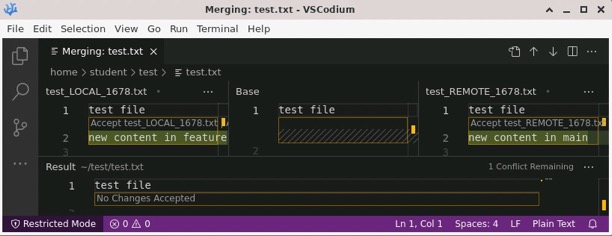 Merging: test.txt - VSCodium
File Edit Selection View Go Run Terminal Help
Merging: test.txt
home > student > test > test.txt
test_LOCAL_1678.txt
1 test file
Accept test_LOCAL_1678.txt
2 new content in feature
3
Base
1 test file
2
test_REMOTE_1678.txt
1 test file
Accept test_REMOTE_1678.tx
2 new content in main
3
Result ~/test/test.txt 1 Conflict Remaining
1 test file
No Changes Accepted
Restricted Mode 0 0 Ln 1, Col 1 Spaces: 4 LF Plain Text